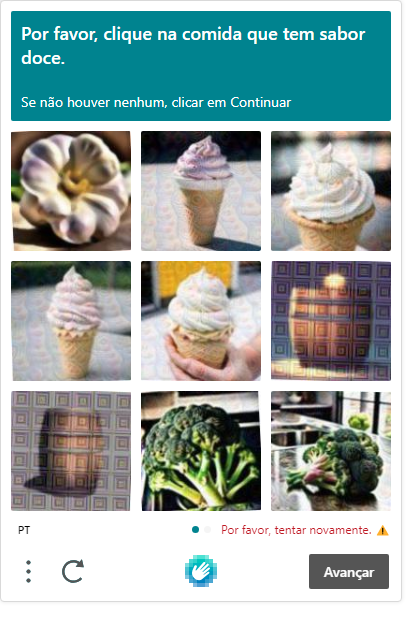 Por favor, clique na comida que tem sabor
doce.
Se não houver nenhum, clicar em Continuar
PT
Por favor, tentar novamente.
Avançar